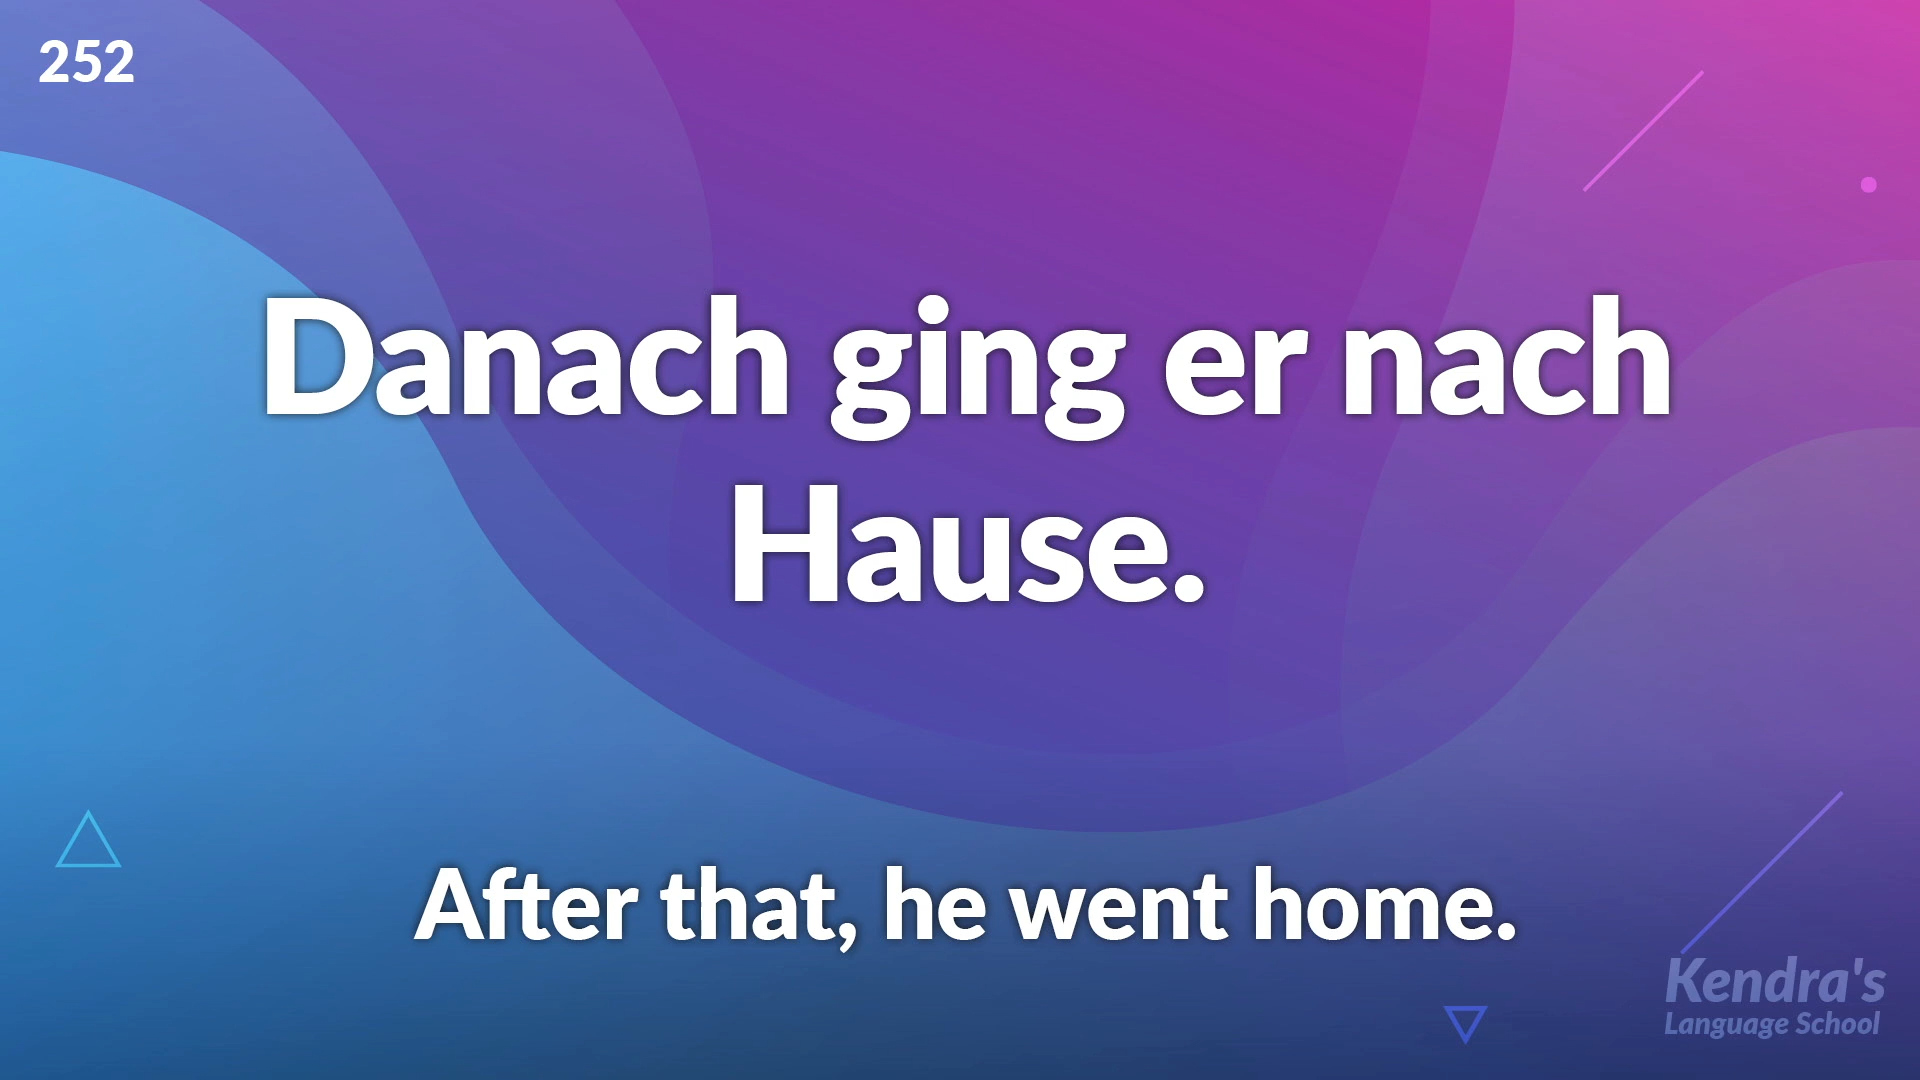 252
Danach ging er nach
Hause.
After that, he went home.
Kendra's
Language School